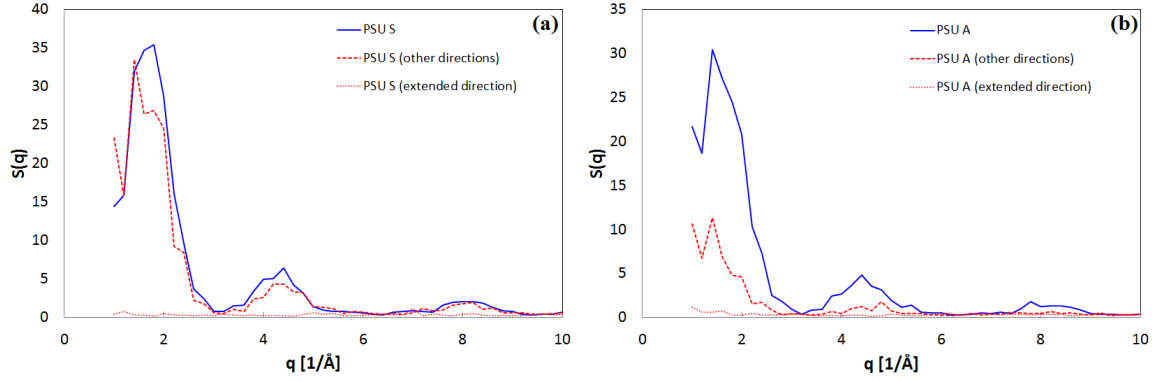 (a)
PSU S
PSU S (other directions)
PSU S (extended direction)
S(q)
40
35
30
25
20
15
10
5
0
0 2 4 6 8 10
q [1/Å]
(b)
PSU A
PSU A (other directions)
PSU A (extended direction)
S(q)
35
30
25
20
15
10
5
0
0 2 4 6 8 10
q [1/Å]